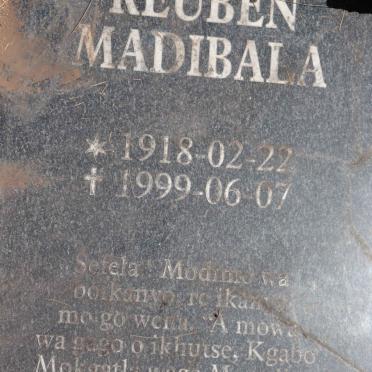 REUBEN
MADIBALA
* 1918-02-22
† 1999-06-07
Sefela Modimo wa
re
mo go wena, "A mowa
wa gago o ikhutse, Kgabo